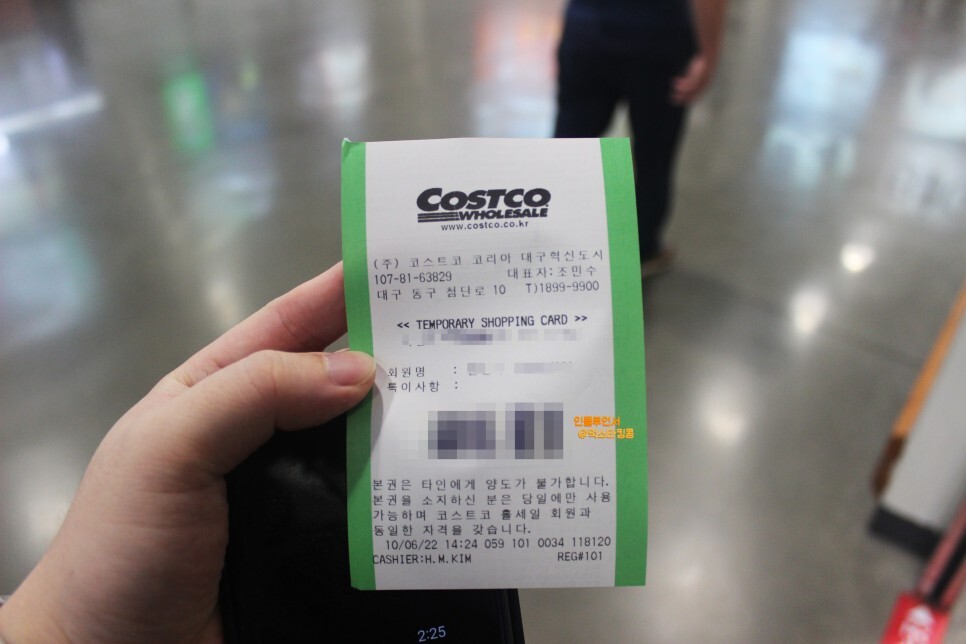 COSTCO
WHOLESALE
www.costco.co.kr
(주) 코스트코 코리아 대구혁신도시
107-81-63829 대표자:조민수
대구 동구 첨단로 10 T)1899-9900
<< TEMPORARY SHOPPING CARD >>
회원명 :
특이사항 :
인플루언서
본권은 타인에게 양도가 불가합니다.
본권을 소지하신 분은 당일에만 사용
가능하며 코스트코 홀세일 회원과
동일한 자격을 갖습니다.
10/06/22 14:24 059 101 0034 118120
CASHIER:H.M.KIM REG#101
2:25